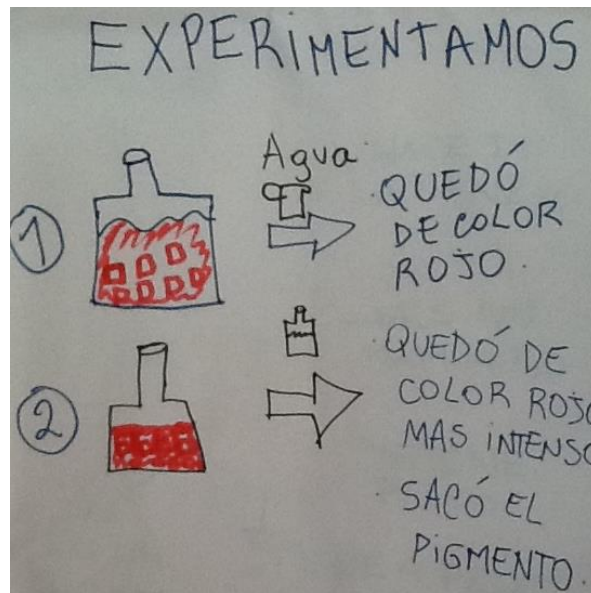 EXPERIMENTAMOS
1
Agua
QUEDÓ
DE COLOR
ROJO.
2
QUEDÓ DE
COLOR ROJO
MAS INTENSO
SACÓ EL
PIGMENTO.